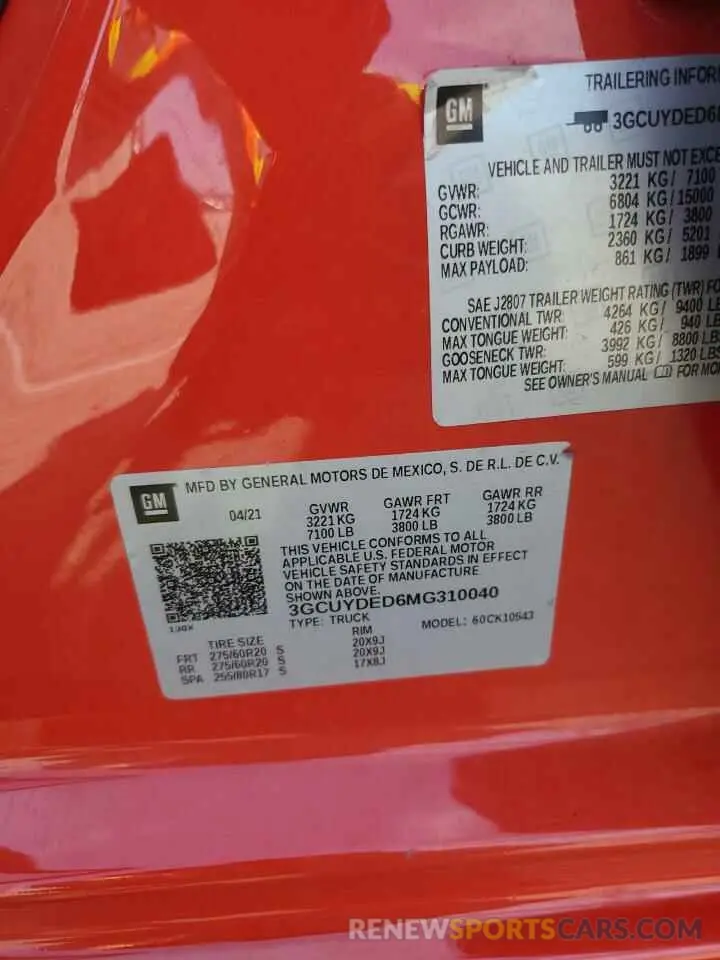 GM
TRAILERING INFOR
3GCUYDED6
VEHICLE AND TRAILER MUST NOT EXCE
GVWR: 3221 KG/ 7100
GCWR: 6804 KG/15000
RGAWR: 1724 KG/ 3800
CURB WEIGHT: 2360 KG/ 5201
MAX PAYLOAD: 861 KG/ 1899
SAE J2807 TRAILER WEIGHT RATING (TWR) FO
CONVENTIONAL TWR: 4264 KG/ 9400 LB
MAX TONGUE WEIGHT: 426 KG/ 940 LB
GOOSENECK TWR: 3992 KG/ 8800 LBS
MAX TONGUE WEIGHT: 599 KG/ 1320 LBS
SEE OWNER'S MANUAL FOR MO
GM
MFD BY GENERAL MOTORS DE MEXICO, S. DE R.L. DE C.V.
04/21
GVWR GAWR FRT GAWR RR
3221 KG 1724 KG 1724 KG
7100 LB 3800 LB 3800 LB
THIS VEHICLE CONFORMS TO ALL
APPLICABLE U.S. FEDERAL MOTOR
VEHICLE SAFETY STANDARDS IN EFFECT
ON THE DATE OF MANUFACTURE
SHOWN ABOVE.
3GCUYDED6MG310040
TYPE: TRUCK MODEL: 60CK10543
TIRE SIZE RIM
FRT 275/60R20 S 20X9J
RR 275/60R20 S 20X9J
SPA 255/80R17 S 17X8J
RENEWSPORTSCARS.COM